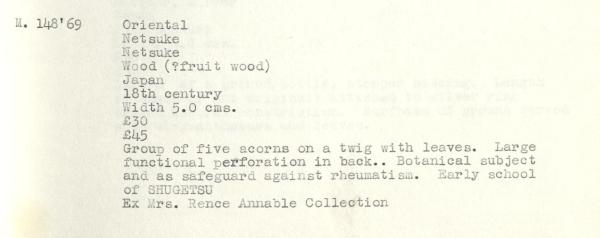 M. 148'69 Oriental
Netsuke
Netsuke
Wood (?fruit wood)
Japan
18th century
Width 5.0 cms.
£30
£45
Group of five acorns on a twig with leaves. Large
functional perforation in back.. Botanical subject
and as safeguard against rheumatism. Early school
of SHUGETSU
Ex Mrs. Rence Annable Collection